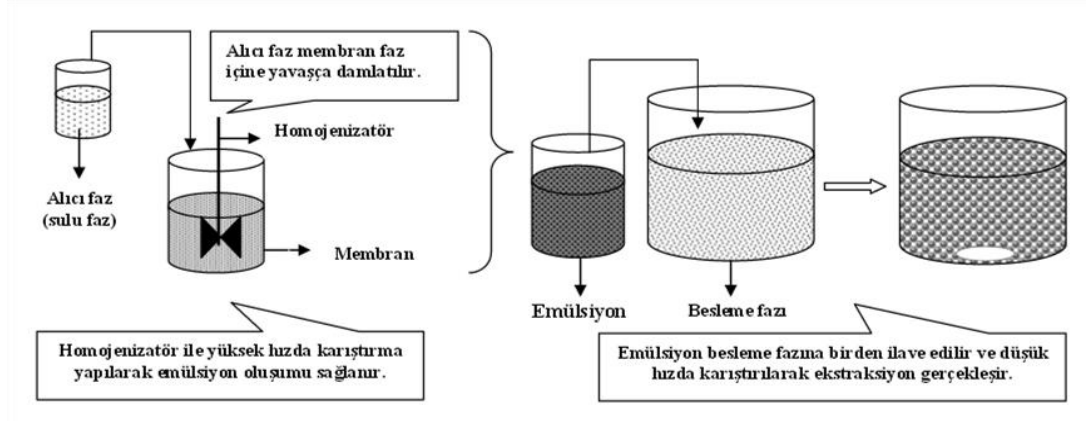 Alıcı faz membran faz
içine yavaşça damlatılır.
Homojenizatör
Alıcı faz
(sulu faz)
Membran
Homojenizatör ile yüksek hızda karıştırma
yapılarak emülsiyon oluşumu sağlanır.
Emülsiyon
Besleme fazı
Emülsiyon besleme fazına birden ilave edilir ve düşük
hızda karıştırılarak ekstraksiyon gerçekleşir.